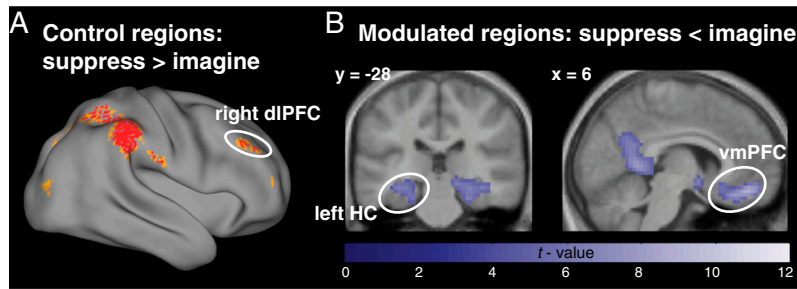 A
Control regions:
suppress > imagine
right dlPFC
B
Modulated regions: suppress < imagine
y = -28
x = 6
left HC
vmPFC
t - value
0 2 4 6 8 10 12